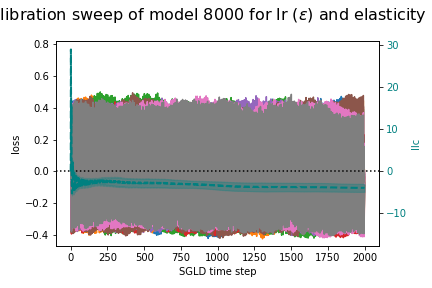 libration sweep of model 8000 for lr (ε) and elasticity
0.8
0.6
0.4
0.2
0.0
−0.2
−0.4
loss
30
20
10
0
−10
llc
0 250 500 750 1000 1250 1500 1750 2000
SGLD time step